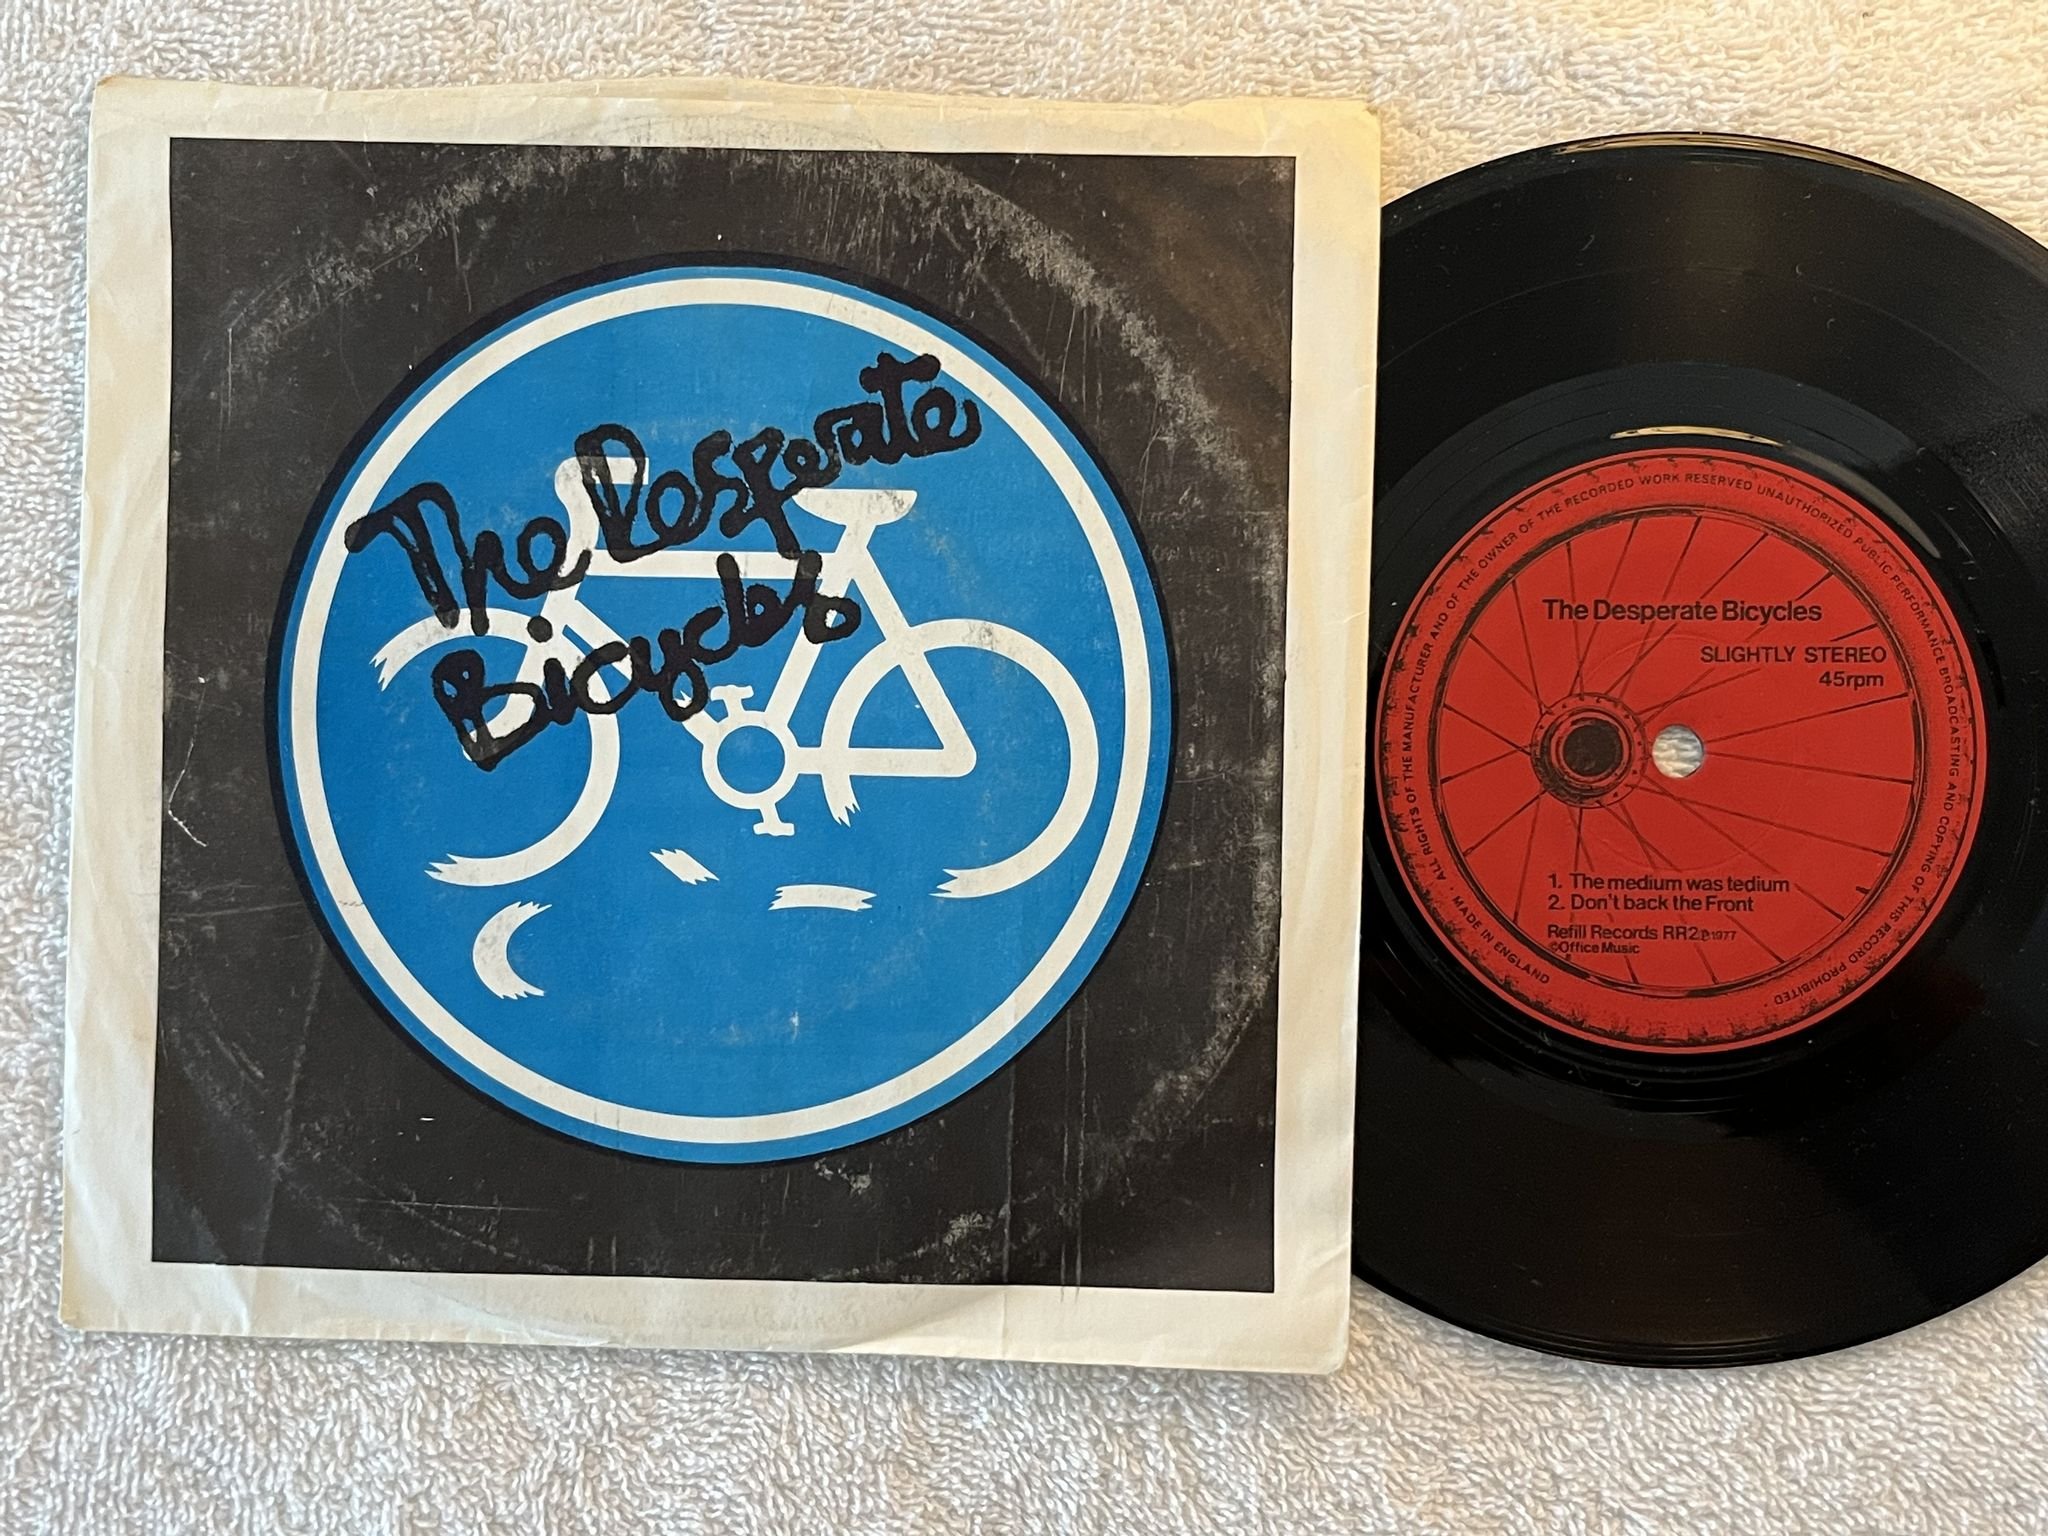 The Desperate
Bicycles
ALL RIGHTS OF THE MANUFACTURER AND OF THE OWNER OF THE RECORDED WORK RESERVED UNAUTHORIZED PUBLIC PERFORMANCE BROADCASTING AND COPYING OF THIS RECORD PROHIBITED · MADE IN ENGLAND ·
The Desperate Bicycles
SLIGHTLY STEREO
45rpm
1. The medium was tedium
2. Don't back the Front
Refill Records RR2 ℗1977
©Office Music